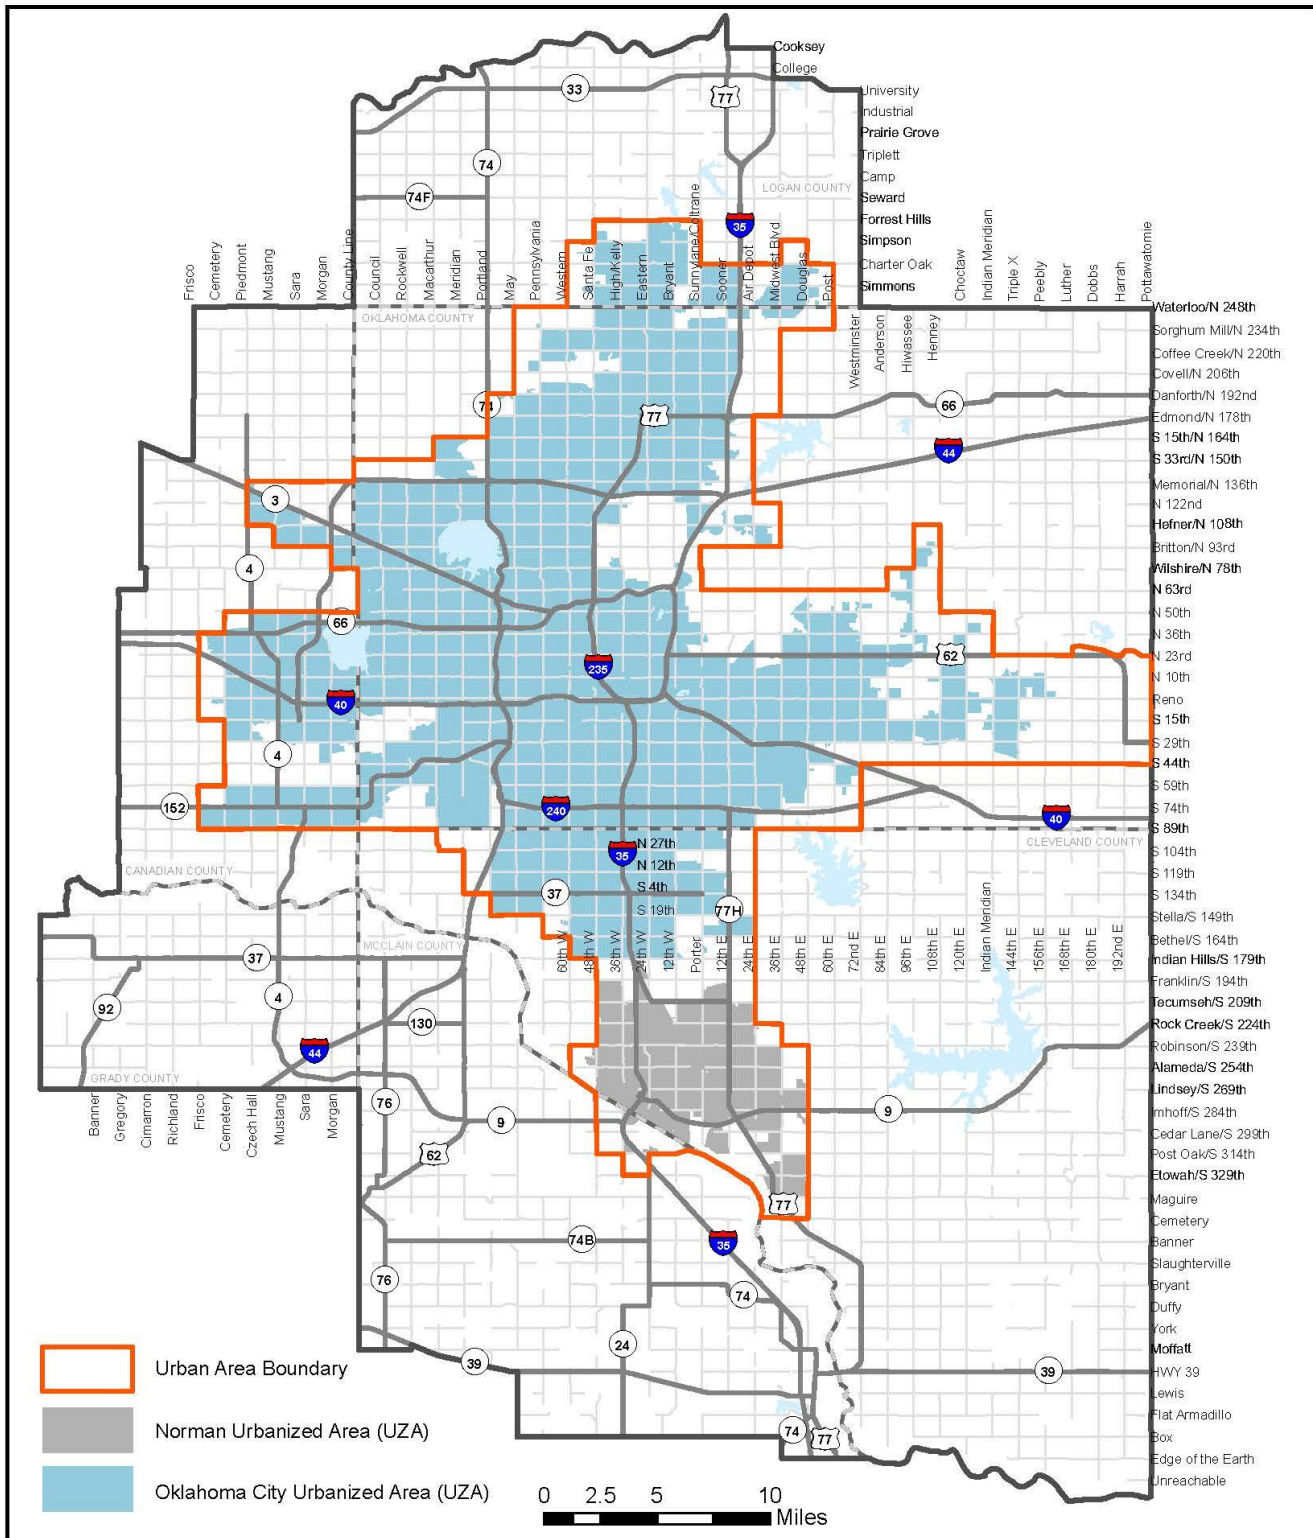 Cooksey
College
University
Industrial
Prairie Grove
Triplett
Camp
Seward
Forrest Hills
Simpson
Charter Oak
Simmons
33
77
74
74F
35
LOGAN COUNTY
Frisco
Cemetery
Piedmont
Mustang
Sara
Morgan
County Line
Council
Rockwell
Macarthur
Meridian
Portland
May
Pennsylvania
Western
Santa Fe
High/Kelly
Eastern
Bryant
Sunnylane/Coltrane
Sooner
Air Depot
Midwest Blvd
Douglas
Post
Westminster
Anderson
Hiwassee
Henney
Choctaw
Indian Meridian
Triple X
Peebly
Luther
Dobbs
Harrah
Pottawatomie
OKLAHOMA COUNTY
Waterloo/N 248th
Sorghum Mill/N 234th
Coffee Creek/N 220th
Covell/N 206th
Danforth/N 192nd
Edmond/N 178th
S 15th/N 164th
S 33rd/N 150th
Memorial/N 136th
N 122nd
Hefner/N 108th
Britton/N 93rd
Wilshire/N 78th
N 63rd
N 50th
N 36th
N 23rd
N 10th
Reno
S 15th
S 29th
S 44th
S 59th
S 74th
S 89th
S 104th
S 119th
S 134th
Stella/S 149th
Bethel/S 164th
Indian Hills/S 179th
Franklin/S 194th
Tecumseh/S 209th
Rock Creek/S 224th
Robinson/S 239th
Alameda/S 254th
Lindsey/S 269th
Imhoff/S 284th
Cedar Lane/S 299th
Post Oak/S 314th
Etowah/S 329th
Maguire
Cemetery
Banner
Slaughterville
Bryant
Duffy
York
Moffatt
HWY 39
Lewis
Flat Armadillo
Box
Edge of the Earth
Unreachable
74
77
66
44
3
4
66
62
235
40
4
152
240
40
CLEVELAND COUNTY
35
N 27th
N 12th
S 4th
S 19th
37
77H
CANADIAN COUNTY
MCCLAIN COUNTY
60th W
48th W
36th W
24th W
12th W
Porter
12th E
24th E
36th E
48th E
60th E
72nd E
84th E
96th E
108th E
120th E
Indian Meridian
144th E
156th E
168th E
180th E
192nd E
37
4
92
130
44
GRADY COUNTY
Banner
Gregory
Cimarron
Richland
Frisco
Cemetery
Czech Hall
Mustang
Sara
Morgan
76
9
9
62
77
74B
35
76
74
24
39
39
74
77
Urban Area Boundary
Norman Urbanized Area (UZA)
Oklahoma City Urbanized Area (UZA)
0 2.5 5 10
Miles